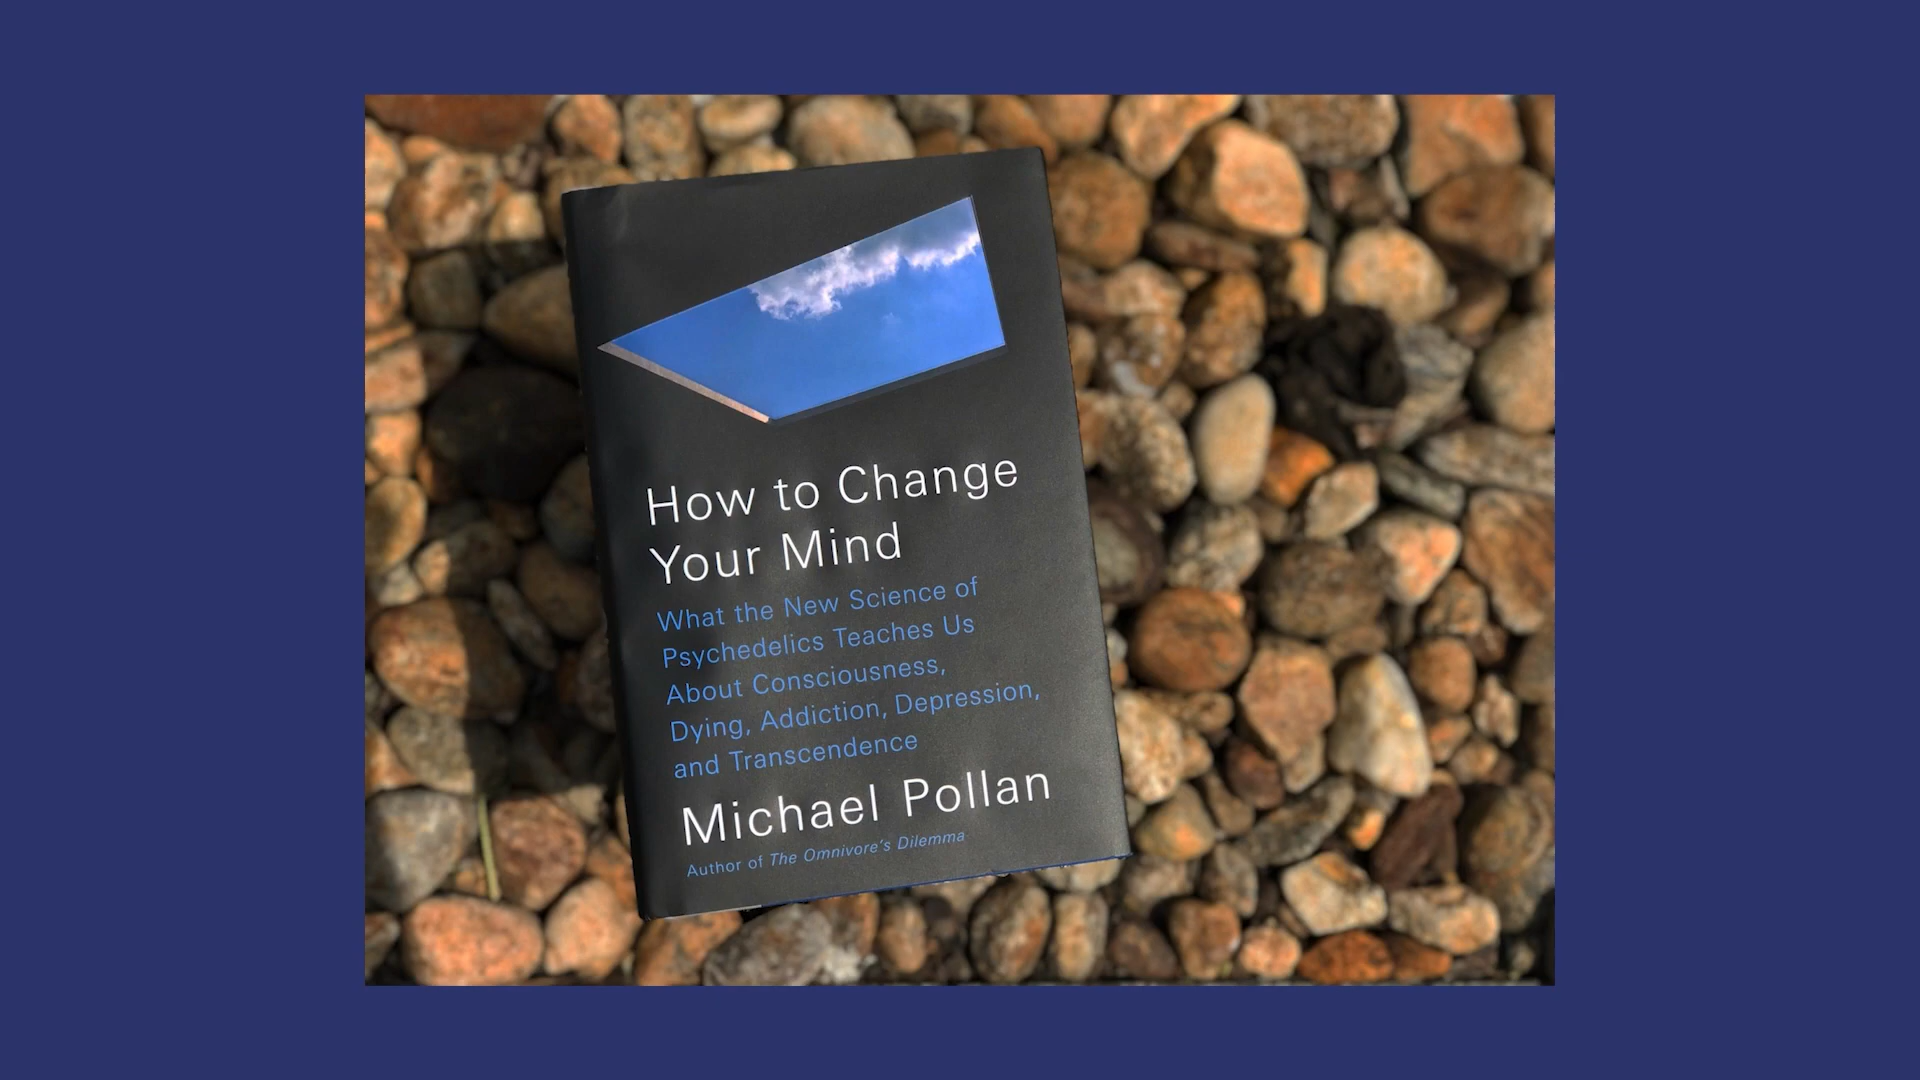 How to Change
Your Mind
What the New Science of
Psychedelics Teaches Us
About Consciousness,
Dying, Addiction, Depression,
and Transcendence
Michael Pollan
Author of The Omnivore's Dilemma